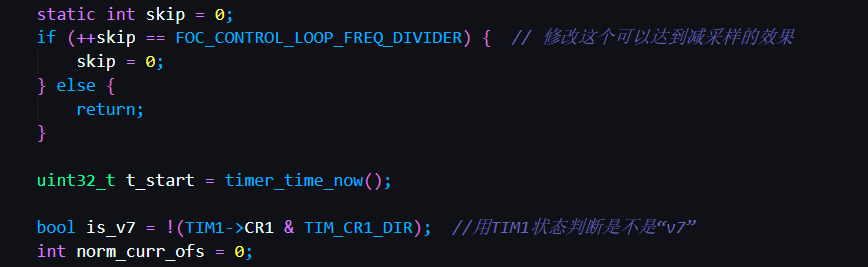 static int skip = 0;
if (++skip == FOC_CONTROL_LOOP_FREQ_DIVIDER) {  // 修改这个可以达到减采样的效果
    skip = 0;
} else {
    return;
}
uint32_t t_start = timer_time_now();
bool is_v7 = !(TIM1->CR1 & TIM_CR1_DIR);  //用TIM1状态判断是不是“v7”
int norm_curr_ofs = 0;